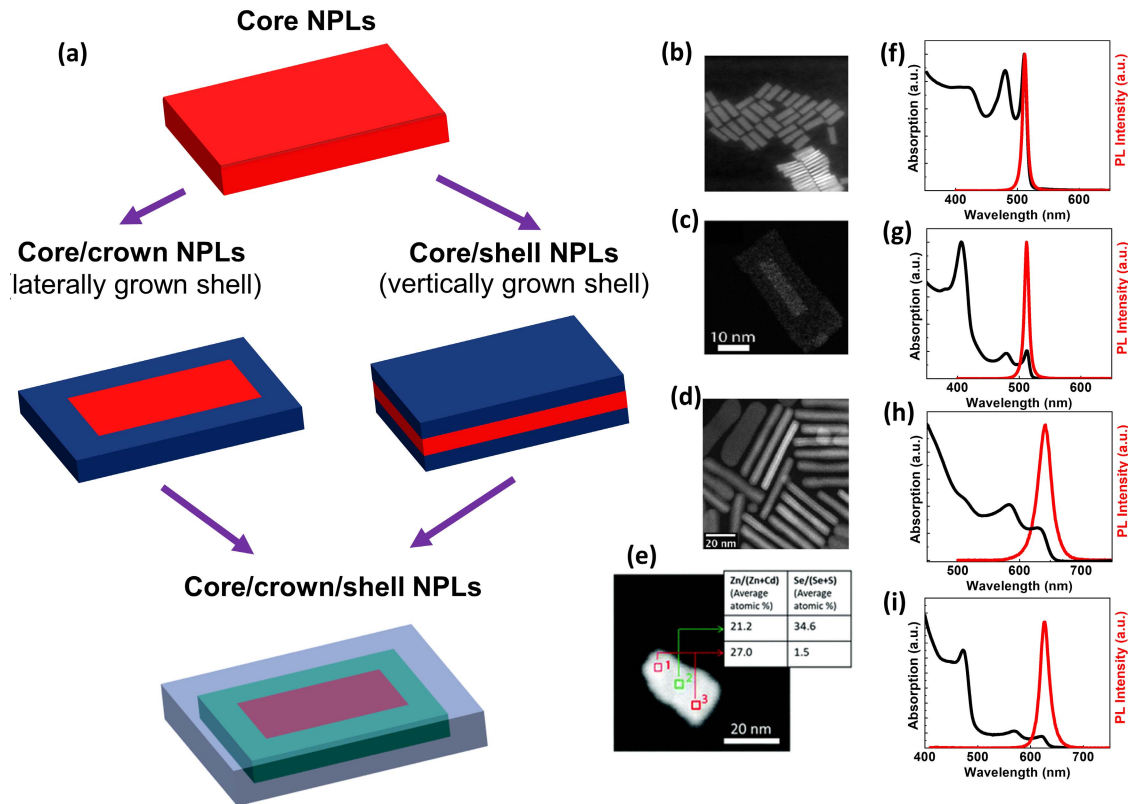 Core NPLs
(a)
Core/crown NPLs
(laterally grown shell)
Core/shell NPLs
(vertically grown shell)
Core/crown/shell NPLs
(b)
(c)
10 nm
(d)
20 nm
(e)
Zn/(Zn+Cd)
(Average
atomic %)
Se/(Se+S)
(Average
atomic %)
21.2
34.6
27.0
1.5
1
2
3
20 nm
(f)
Absorption (a.u.)
PL Intensity (a.u.)
400 500 600
Wavelength (nm)
(g)
Absorption (a.u.)
PL Intensity (a.u.)
400 500 600
Wavelength (nm)
(h)
Absorption (a.u.)
PL Intensity (a.u.)
500 600 700
Wavelength (nm)
(i)
Absorption (a.u.)
PL Intensity (a.u.)
400 500 600 700
Wavelength (nm)